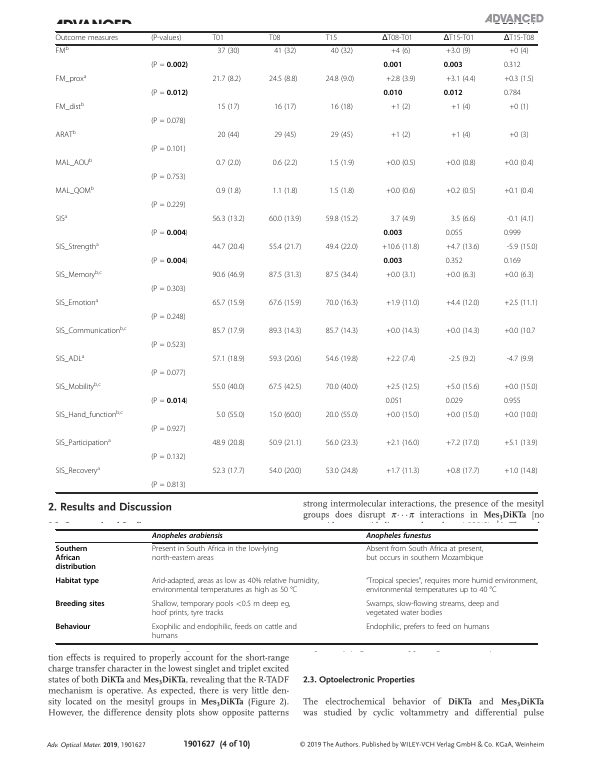 ADVANCED
ADVANCED
Outcome measures (P-values) T01 T08 T15 ΔT08-T01 ΔT15-T01 ΔT15-T08
FMb 37 (30) 41 (32) 40 (32) +4 (6) +3.0 (9) +0 (4)
(P = 0.002) 0.001 0.003 0.312
FM_proxa 21.7 (8.2) 24.5 (8.8) 24.8 (9.0) +2.8 (3.9) +3.1 (4.4) +0.3 (1.5)
(P = 0.012) 0.010 0.012 0.784
FM_distb 15 (17) 16 (17) 16 (18) +1 (2) +1 (4) +0 (1)
(P = 0.078)
ARATb 20 (44) 29 (45) 29 (45) +1 (2) +1 (4) +0 (3)
(P = 0.101)
MAL_AOUb 0.7 (2.0) 0.6 (2.2) 1.5 (1.9) +0.0 (0.5) +0.0 (0.8) +0.0 (0.4)
(P = 0.753)
MAL_QOMb 0.9 (1.8) 1.1 (1.8) 1.5 (1.8) +0.0 (0.6) +0.2 (0.5) +0.1 (0.4)
(P = 0.229)
SISa 56.3 (13.2) 60.0 (13.9) 59.8 (15.2) 3.7 (4.9) 3.5 (6.6) -0.1 (4.1)
(P = 0.004) 0.003 0.055 0.999
SIS_Strengtha 44.7 (20.4) 55.4 (21.7) 49.4 (22.0) +10.6 (11.8) +4.7 (13.6) -5.9 (15.0)
(P = 0.004) 0.003 0.352 0.169
SIS_Memoryb,c 90.6 (46.9) 87.5 (31.3) 87.5 (34.4) +0.0 (3.1) +0.0 (6.3) +0.0 (6.3)
(P = 0.303)
SIS_Emotiona 65.7 (15.9) 67.6 (15.9) 70.0 (16.3) +1.9 (11.0) +4.4 (12.0) +2.5 (11.1)
(P = 0.248)
SIS_Communicationb,c 85.7 (17.9) 89.3 (14.3) 85.7 (14.3) +0.0 (14.3) +0.0 (14.3) +0.0 (10.7
(P = 0.523)
SIS_ADLa 57.1 (18.9) 59.3 (20.6) 54.6 (19.8) +2.2 (7.4) -2.5 (9.2) -4.7 (9.9)
(P = 0.077)
SIS_Mobilityb,c 55.0 (40.0) 67.5 (42.5) 70.0 (40.0) +2.5 (12.5) +5.0 (15.6) +0.0 (15.0)
(P = 0.014) 0.051 0.029 0.955
SIS_Hand_functionb,c 5.0 (55.0) 15.0 (60.0) 20.0 (55.0) +0.0 (15.0) +0.0 (15.0) +0.0 (10.0)
(P = 0.927)
SIS_Participationa 48.9 (20.8) 50.9 (21.1) 56.0 (23.3) +2.1 (16.0) +7.2 (17.0) +5.1 (13.9)
(P = 0.132)
SIS_Recoverya 52.3 (17.7) 54.0 (20.0) 53.0 (24.8) +1.7 (11.3) +0.8 (17.7) +1.0 (14.8)
(P = 0.813)
2. Results and Discussion
strong intermolecular interactions, the presence of the mesityl
groups does disrupt π···π interactions in Mes3DiKTa [no
Anopheles arabiensis Anopheles funestus
Southern African distribution Present in South Africa in the low-lying north-eastern areas Absent from South Africa at present, but occurs in southern Mozambique
Habitat type Arid-adapted, areas as low as 40% relative humidity, environmental temperatures as high as 50 °C "Tropical species", requires more humid environment, environmental temperatures up to 40 °C
Breeding sites Shallow, temporary pools <0.5 m deep eg, hoof prints, tyre tracks Swamps, slow-flowing streams, deep and vegetated water bodies
Behaviour Exophilic and endophilic, feeds on cattle and humans Endophilic, prefers to feed on humans
tion effects is required to properly account for the short-range
charge transfer character in the lowest singlet and triplet excited
states of both DiKTa and Mes3DiKTa, revealing that the R-TADF
mechanism is operative. As expected, there is very little den-
sity located on the mesityl groups in Mes3DiKTa (Figure 2).
However, the difference density plots show opposite patterns
2.3. Optoelectronic Properties
The electrochemical behavior of DiKTa and Mes3DiKTa
was studied by cyclic voltammetry and differential pulse
Adv. Optical Mater. 2019, 1901627 1901627 (4 of 10) © 2019 The Authors. Published by WILEY-VCH Verlag GmbH & Co. KGaA, Weinheim